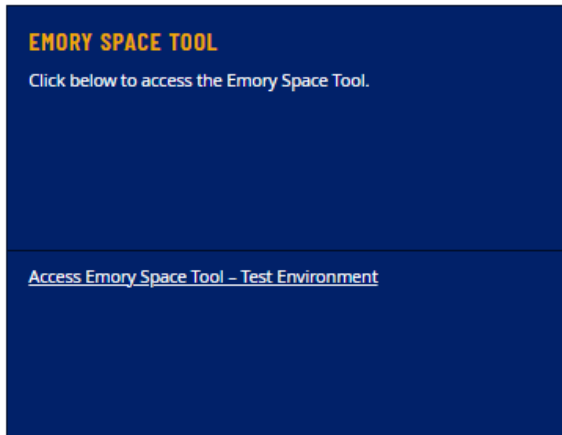 EMORY SPACE TOOL
Click below to access the Emory Space Tool.
Access Emory Space Tool – Test Environment